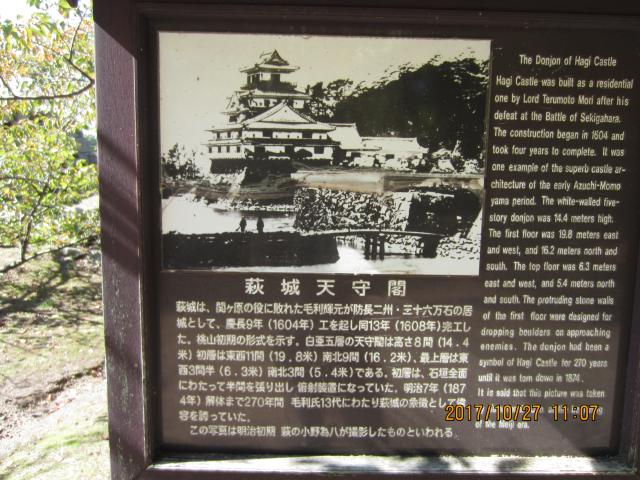 萩城天守閣
萩城は、関ヶ原の役に敗れた毛利輝元が防長二州・三十六万石の居
城として、慶長9年（1604年）工を起し同13年（1608年）完工し
た。桃山初期の形式を示す。白亜五層の天守閣は高さ8間（14.4
米）初層は東西11間（19.8米）南北9間（16.2米）、最上層は東
西3間半（6.3米）南北3間（5.4米）である。初層は、石垣全面
にわたって半間を張り出し 俯射装置になっていた。明治7年（187
4年）解体まで270年間 毛利氏13代にわたり萩城の象徴として
容を誇っていた。
この写真は明治初期 萩の小野為八が撮影したものといわれる。
The Donjon of Hagi Castle
Hagi Castle was built as a residential
one by Lord Terumoto Mori after his
defeat at the Battle of Sekigahara.
The construction began in 1604 and
took four years to complete. It was
one example of the superb castle ar-
chitecture of the early Azuchi-Momo
yama period. The white-walled five-
story donjon was 14.4 meters high.
The first floor was 19.8 meters east
and west, and 16.2 meters north and
south. The top floor was 6.3 meters
east and west, and 5.4 meters north
and south. The protruding stone walls
of the first floor were designed for
dropping boulders on approaching
enemies. The donjon had been a
symbol of Hagi Castle for 270 years
until it was torn down in 1874.
It is said that this picture was taken
of the Meiji era.
2017/10/27 11:07